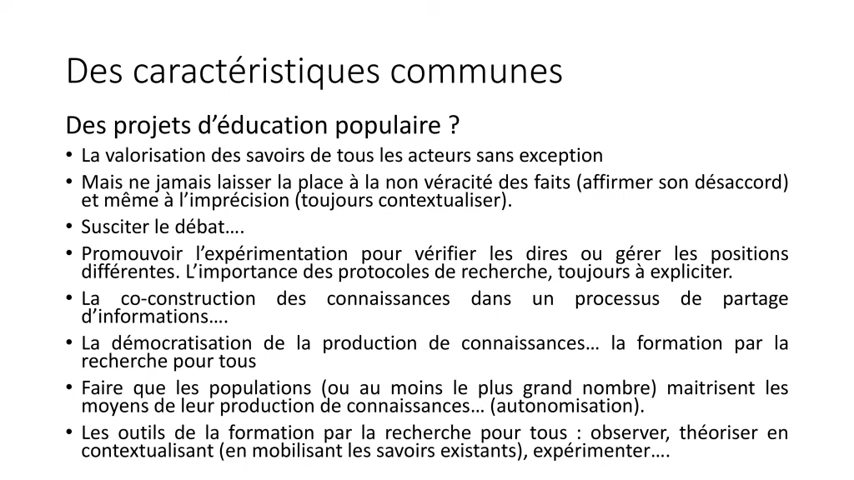 Des caractéristiques communes
Des projets d’éducation populaire ?
• La valorisation des savoirs de tous les acteurs sans exception
• Mais ne jamais laisser la place à la non véracité des faits (affirmer son désaccord)
et même à l’imprécision (toujours contextualiser).
• Susciter le débat….
• Promouvoir l’expérimentation pour vérifier les dires ou gérer les positions
différentes. L’importance des protocoles de recherche, toujours à expliciter.
• La co-construction des connaissances dans un processus de partage
d’informations….
• La démocratisation de la production de connaissances… la formation par la
recherche pour tous
• Faire que les populations (ou au moins le plus grand nombre) maitrisent les
moyens de leur production de connaissances… (autonomisation).
• Les outils de la formation par la recherche pour tous : observer, théoriser en
contextualisant (en mobilisant les savoirs existants), expérimenter….